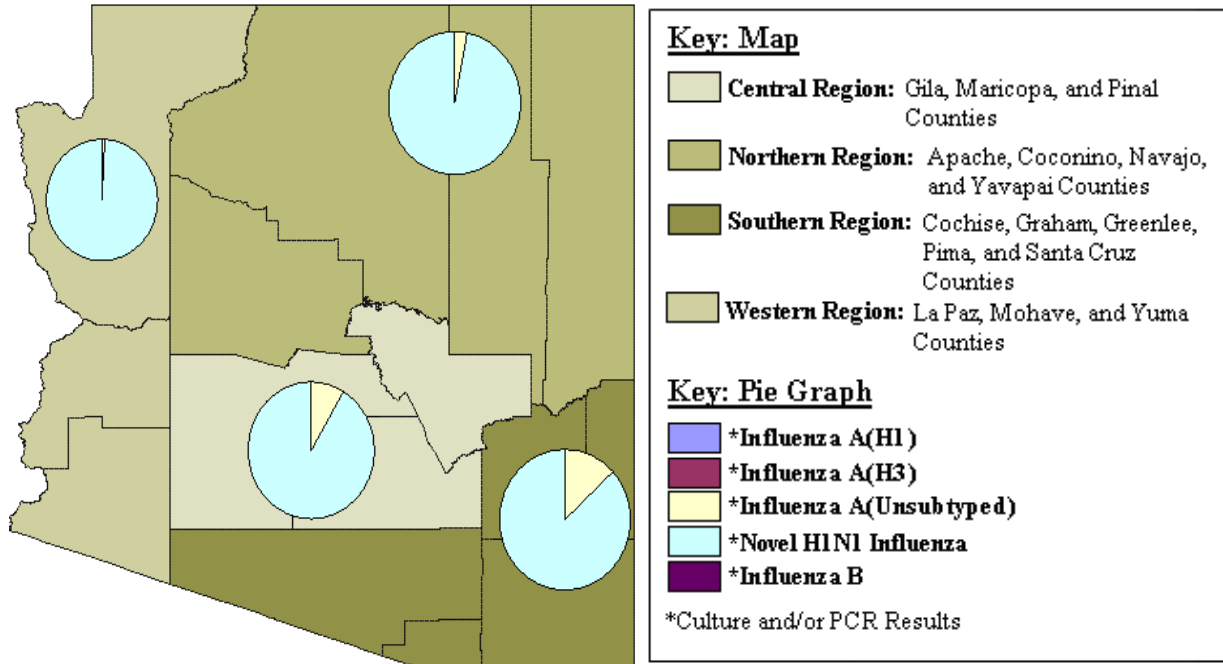 Key: Map
Central Region: Gila, Maricopa, and Pinal
Counties
Northern Region: Apache, Coconino, Navajo,
and Yavapai Counties
Southern Region: Cochise, Graham, Greenlee,
Pima, and Santa Cruz
Counties
Western Region: La Paz, Mohave, and Yuma
Counties
Key: Pie Graph
*Influenza A(H1)
*Influenza A(H3)
*Influenza A(Unsubtyped)
*Novel H1N1 Influenza
*Influenza B
*Culture and/or PCR Results